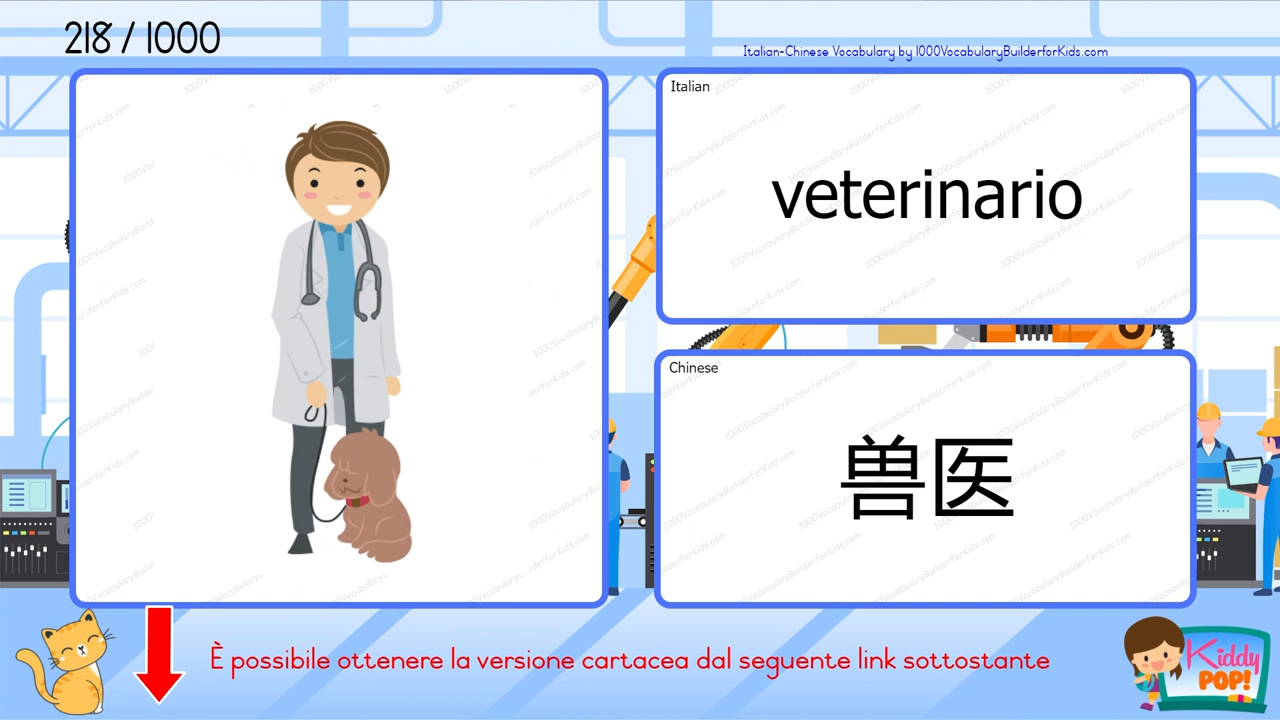 218 / 1000
Italian-Chinese Vocabulary by 1000VocabularyBuilderforKids.com
Italian
veterinario
Chinese
兽医
È possibile ottenere la versione cartacea dal seguente link sottostante
Kiddy
POP!